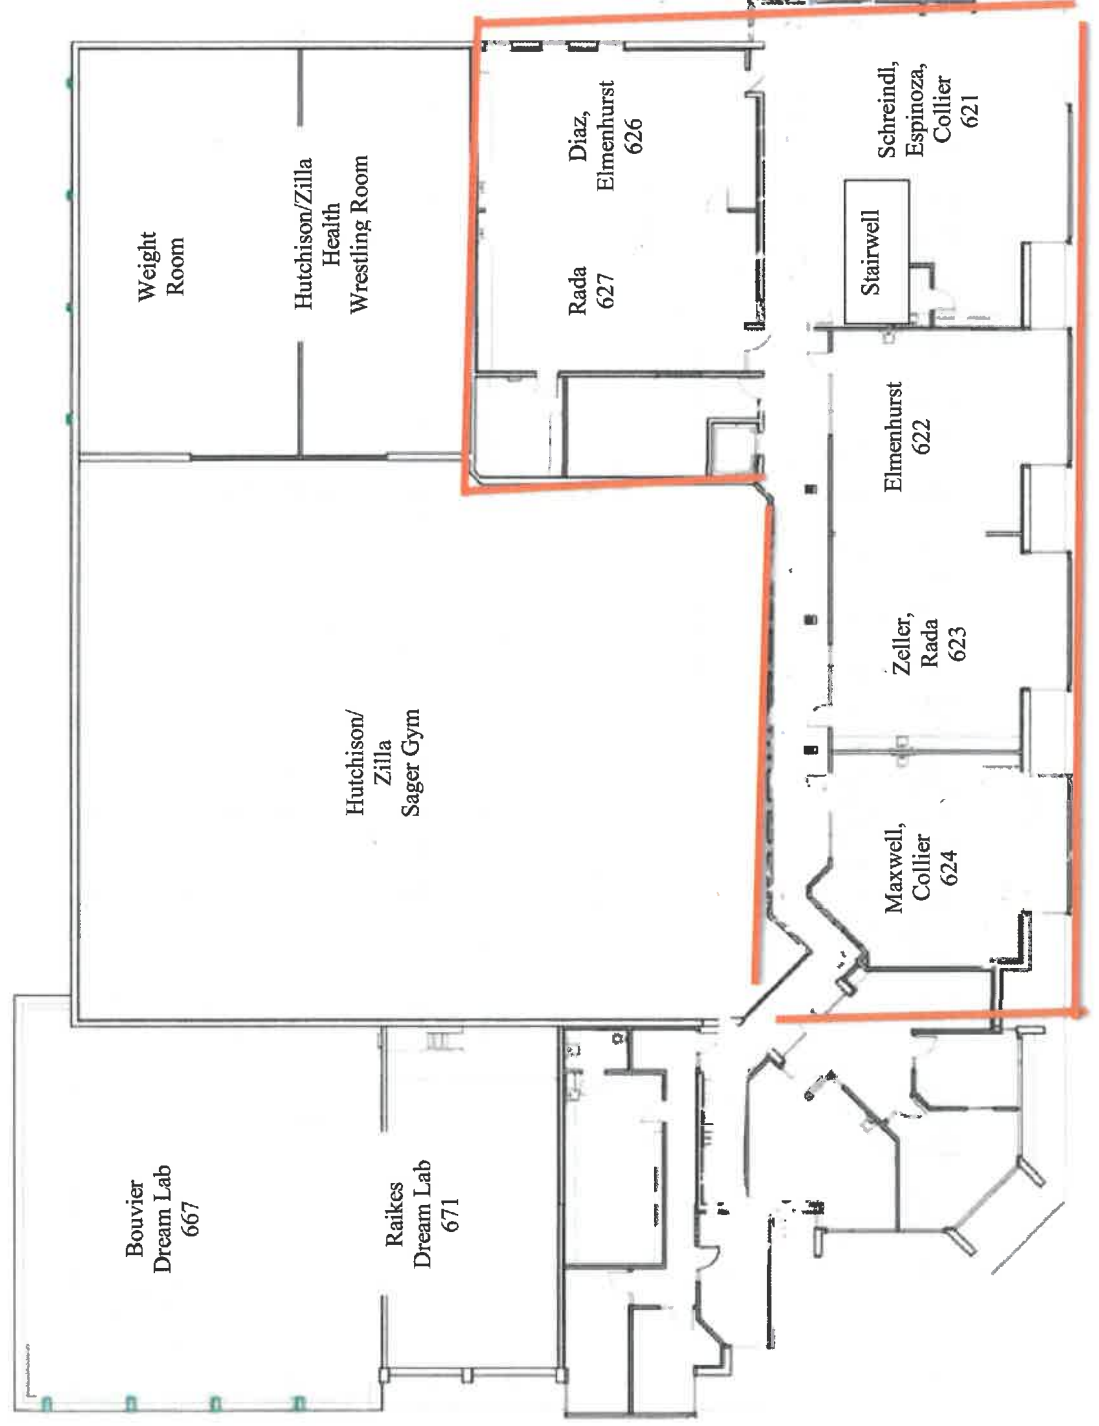 Weight
Room
Hutchison/Zilla
Health
Wrestling Room
Diaz,
Elmenhurst
626
Rada
627
Schreindl,
Espinoza,
Collier
621
Stairwell
Elmenhurst
622
Zeller,
Rada
623
Maxwell,
Collier
624
Hutchison/
Zilla
Sager Gym
Bouvier
Dream Lab
667
Raikes
Dream Lab
671